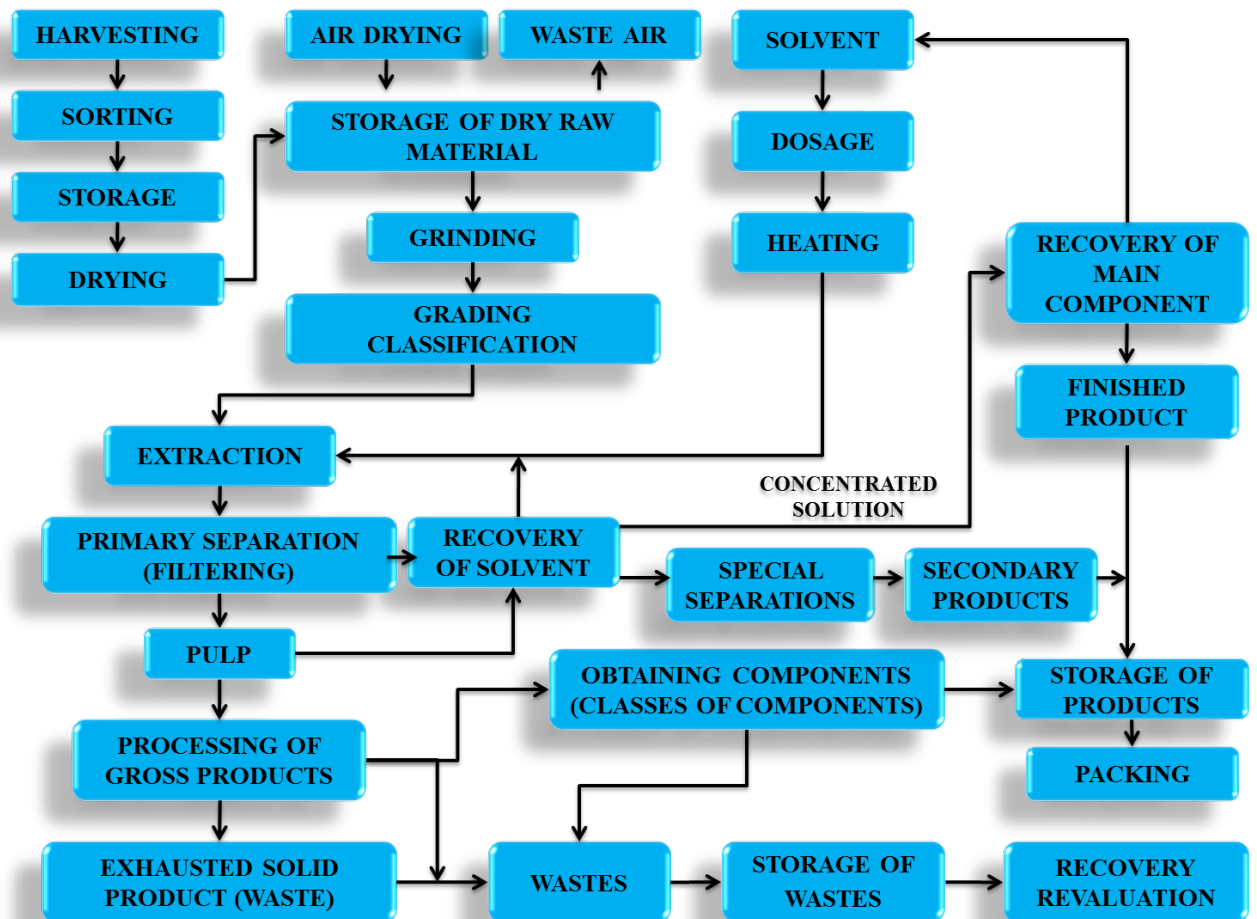 HARVESTING
AIR DRYING
WASTE AIR
SOLVENT
SORTING
STORAGE OF DRY RAW
MATERIAL
DOSAGE
STORAGE
GRINDING
HEATING
DRYING
RECOVERY OF
MAIN
COMPONENT
GRADING
CLASSIFICATION
FINISHED
PRODUCT
EXTRACTION
CONCENTRATED
SOLUTION
PRIMARY SEPARATION
(FILTERING)
RECOVERY
OF SOLVENT
SPECIAL
SEPARATIONS
SECONDARY
PRODUCTS
PULP
OBTAINING COMPONENTS
(CLASSES OF COMPONENTS)
STORAGE OF
PRODUCTS
PROCESSING OF
GROSS PRODUCTS
PACKING
EXHAUSTED SOLID
PRODUCT (WASTE)
WASTES
STORAGE OF
WASTES
RECOVERY
REVALUATION